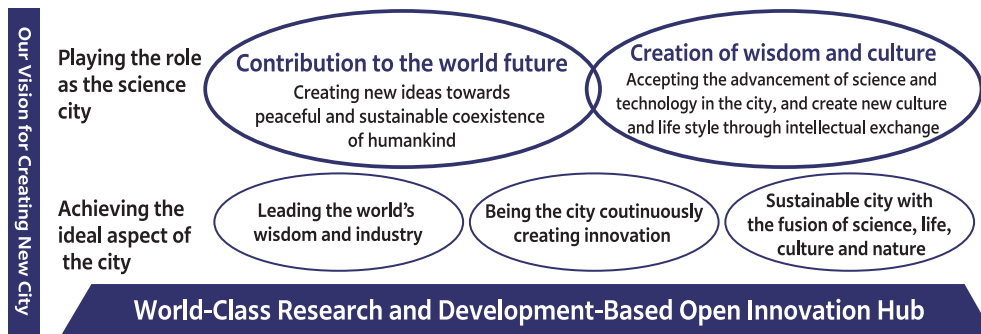 Our Vision for Creating New City
Playing the role
as the science
city
Contribution to the world future
Creating new ideas towards
peaceful and sustainable coexistence
of humankind
Creation of wisdom and culture
Accepting the advancement of science and
technology in the city, and create new culture
and life style through intellectual exchange
Achieving the
ideal aspect of
the city
Leading the world’s
wisdom and industry
Being the city coutinuously
creating innovation
Sustainable city with
the fusion of science, life,
culture and nature
World-Class Research and Development-Based Open Innovation Hub